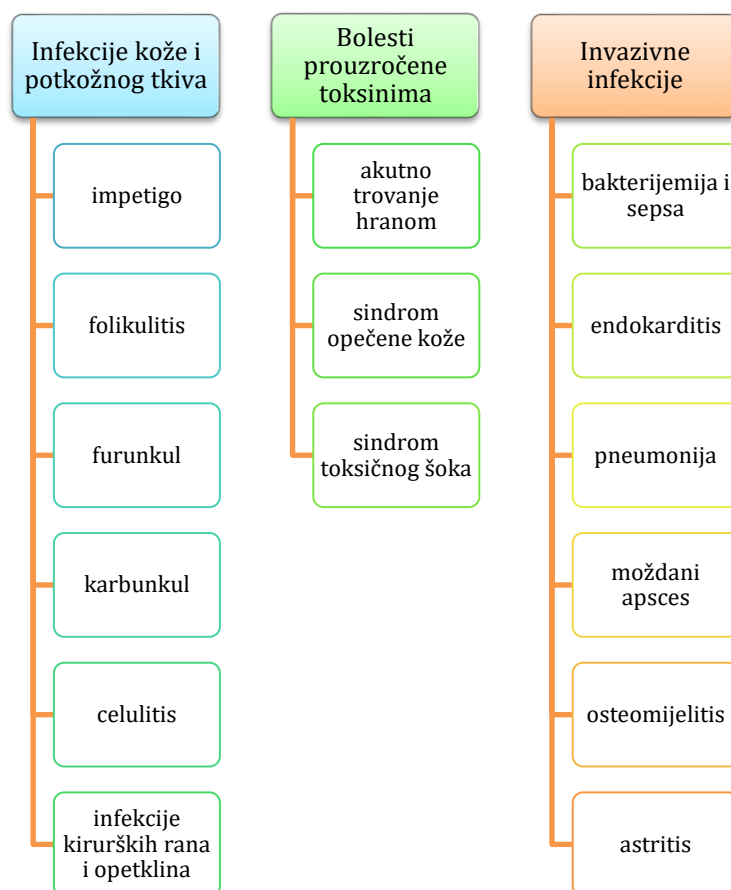 Infekcije kože i
potkožnog tkiva
impetigo
folikulitis
furunkul
karbunkul
celulitis
infekcije
kirurških rana
i opetklina
Bolesti
prouzročene
toksinima
akutno
trovanje
hranom
sindrom
opečene kože
sindrom
toksičnog šoka
Invazivne
infekcije
bakterijemija i
sepsa
endokarditis
pneumonija
moždani
apsces
osteomijelitis
astritis